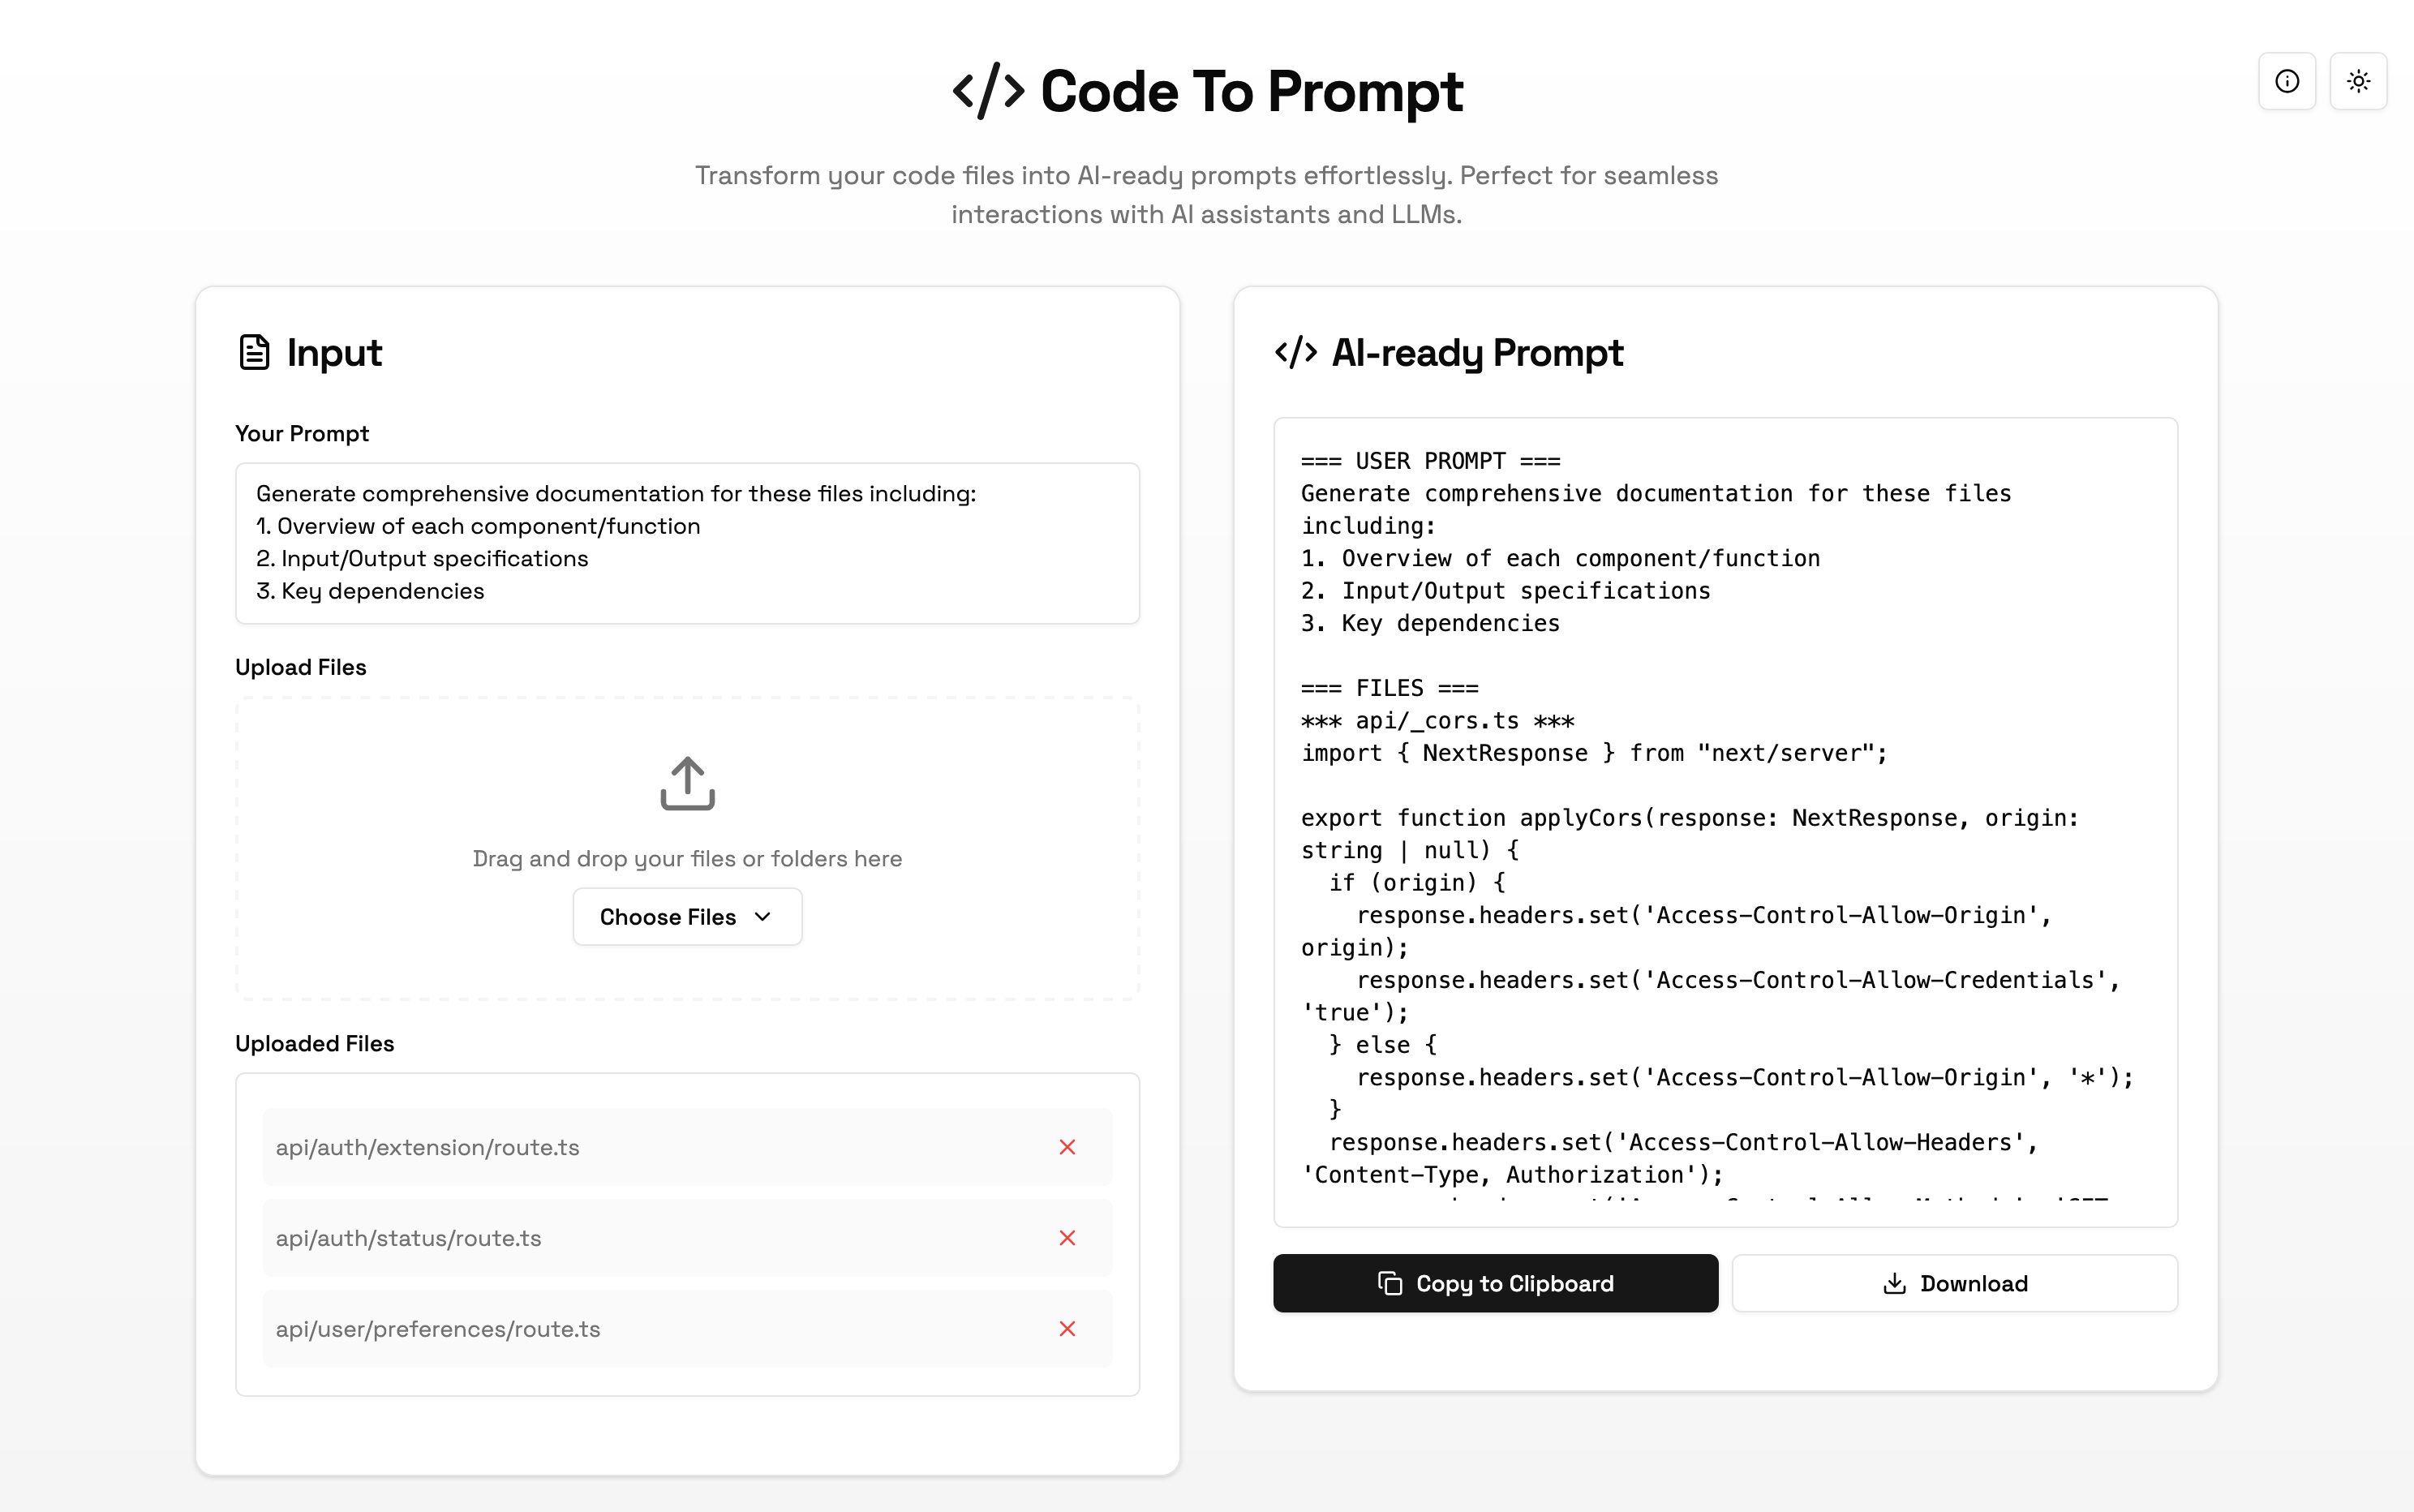 </> Code To Prompt
Transform your code files into AI-ready prompts effortlessly. Perfect for seamless
interactions with AI assistants and LLMs.
Input
Your Prompt
Generate comprehensive documentation for these files including:
1. Overview of each component/function
2. Input/Output specifications
3. Key dependencies
Upload Files
Drag and drop your files or folders here
Choose Files
Uploaded Files
api/auth/extension/route.ts
api/auth/status/route.ts
api/user/preferences/route.ts
</> AI-ready Prompt
=== USER PROMPT ===
Generate comprehensive documentation for these files
including:
1. Overview of each component/function
2. Input/Output specifications
3. Key dependencies
=== FILES ===
*** api/_cors.ts ***
import { NextResponse } from "next/server";
export function applyCors(response: NextResponse, origin:
string | null) {
  if (origin) {
    response.headers.set('Access-Control-Allow-Origin',
origin);
    response.headers.set('Access-Control-Allow-Credentials',
'true');
  } else {
    response.headers.set('Access-Control-Allow-Origin', '*');
  }
  response.headers.set('Access-Control-Allow-Headers',
'Content-Type, Authorization');
Copy to Clipboard
Download